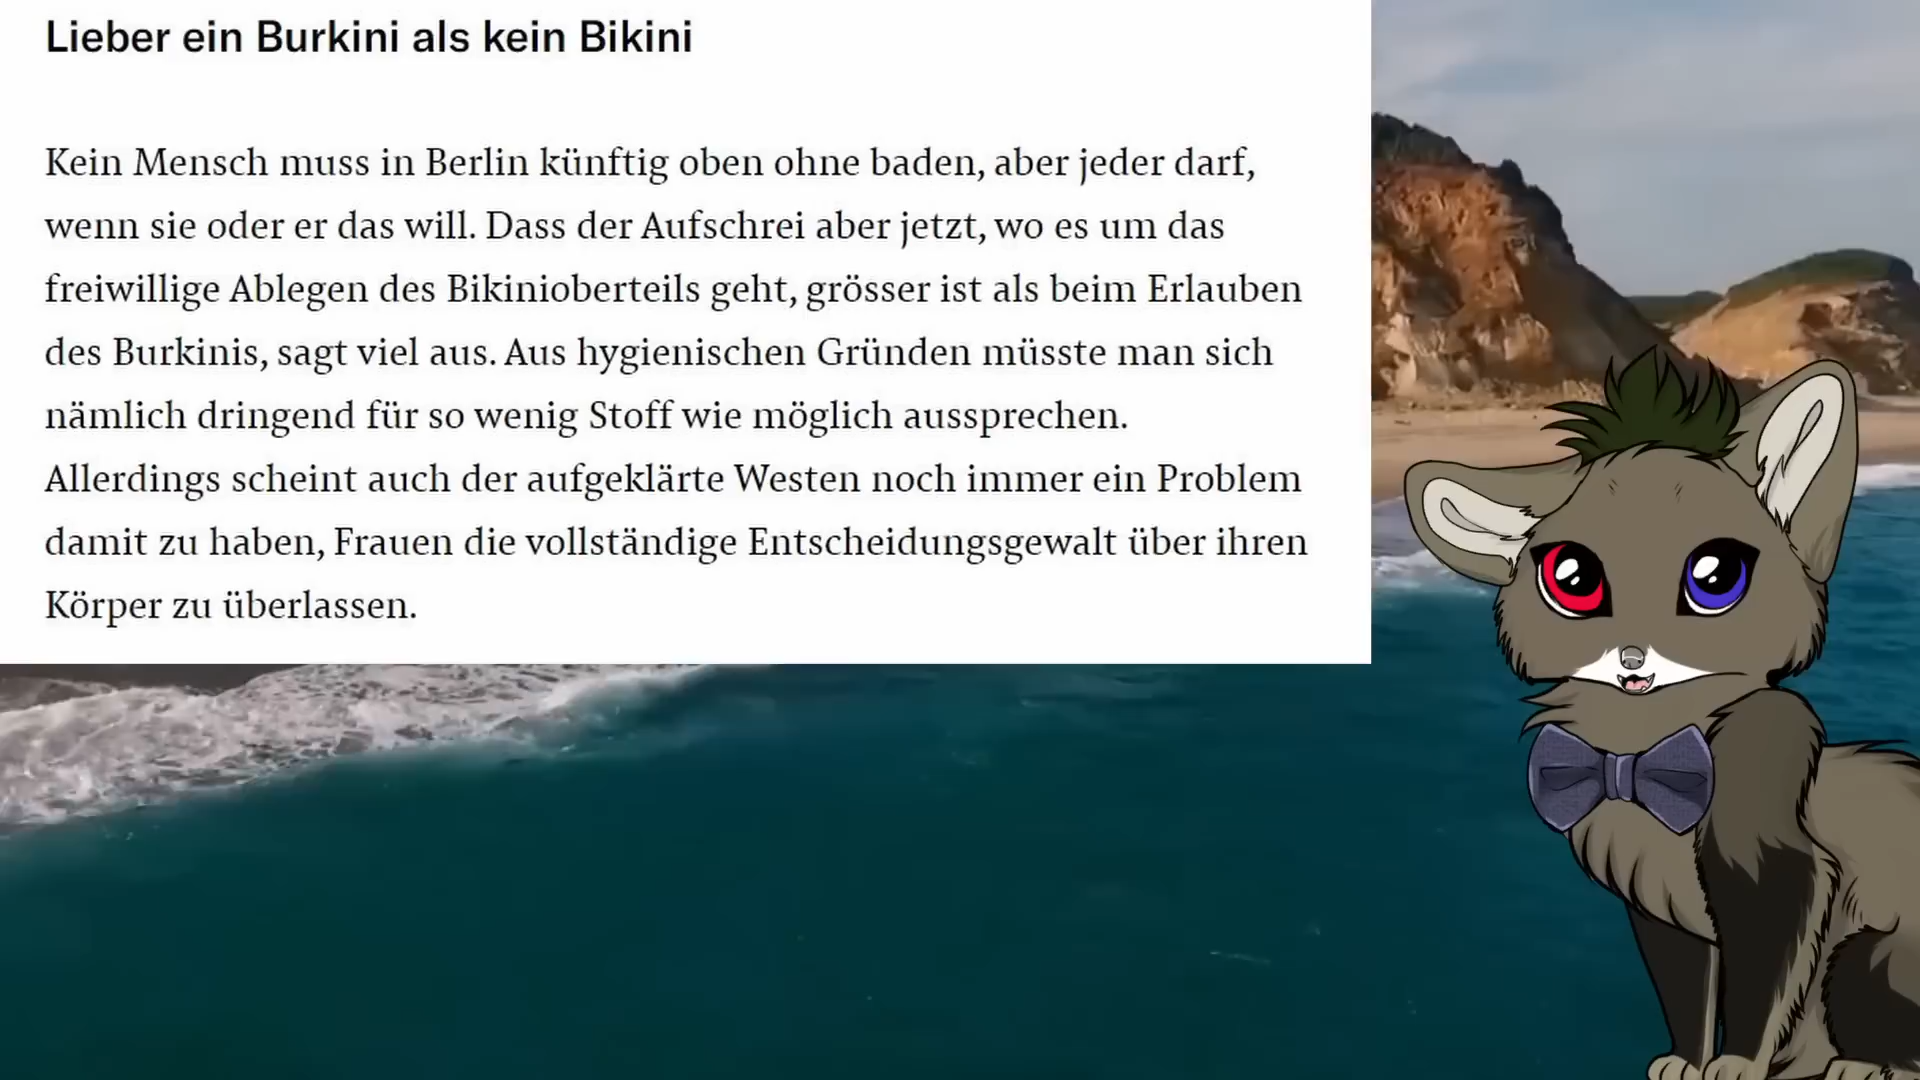 Lieber ein Burkini als kein Bikini
Kein Mensch muss in Berlin künftig oben ohne baden, aber jeder darf,
wenn sie oder er das will. Dass der Aufschrei aber jetzt, wo es um das
freiwillige Ablegen des Bikinioberteils geht, grösser ist als beim Erlauben
des Burkinis, sagt viel aus. Aus hygienischen Gründen müsste man sich
nämlich dringend für so wenig Stoff wie möglich aussprechen.
Allerdings scheint auch der aufgeklärte Westen noch immer ein Problem
damit zu haben, Frauen die vollständige Entscheidungsgewalt über ihren
Körper zu überlassen.